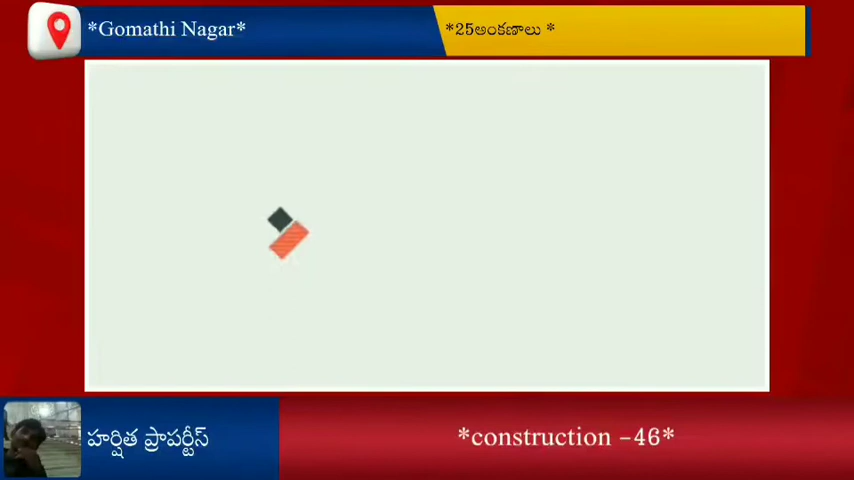 *Gomathi Nagar*
*25అంకణాలు *
హర్షిత ప్రాపర్టీస్
*construction -46*